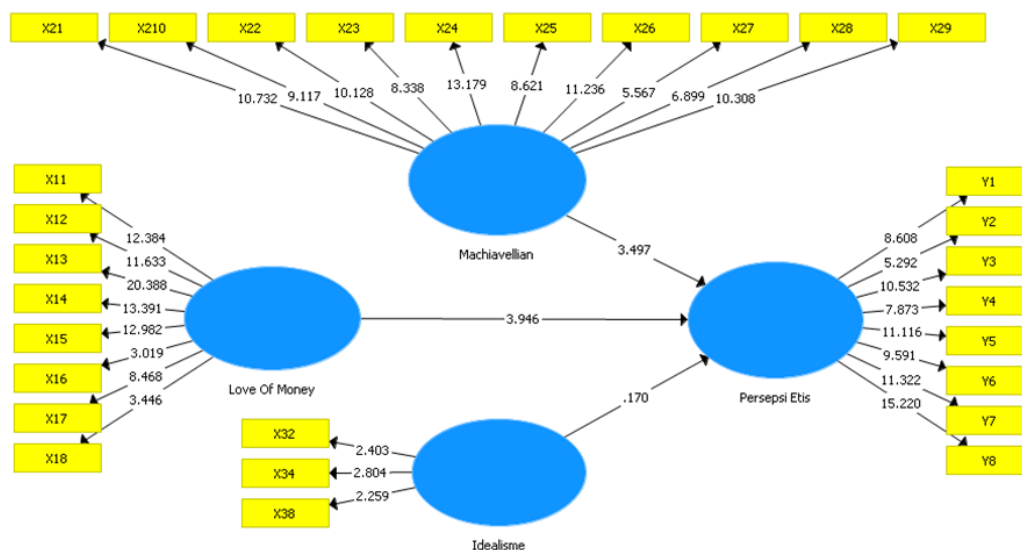 X21
X210
X22
X23
X24
X25
X26
X27
X28
X29
10.732
9.117
10.128
8.338
13.179
8.621
11.236
5.567
6.899
10.308
Machiavellian
X11
X12
X13
X14
X15
X16
X17
X18
12.384
11.633
20.388
13.391
12.982
3.019
8.468
3.446
Love Of Money
3.497
3.946
.170
X32
X34
X38
2.403
2.804
2.259
Idealisme
Persepsi Etis
8.608
5.292
10.532
7.873
11.116
9.591
11.322
15.220
Y1
Y2
Y3
Y4
Y5
Y6
Y7
Y8